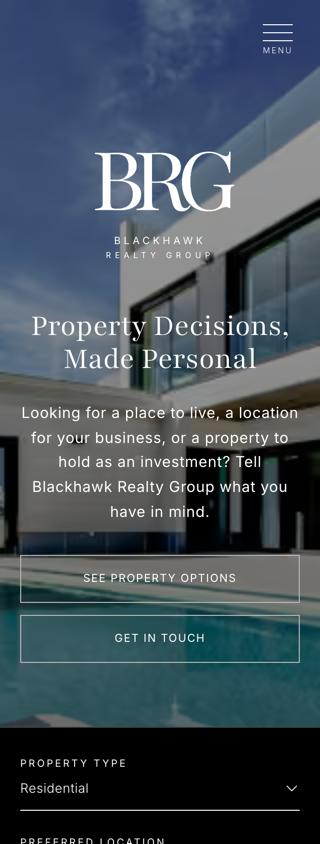 MENU
BRG
BLACKHAWK
REALTY GROUP
Property Decisions,
Made Personal
Looking for a place to live, a location
for your business, or a property to
hold as an investment? Tell
Blackhawk Realty Group what you
have in mind.
SEE PROPERTY OPTIONS
GET IN TOUCH
PROPERTY TYPE
Residential
PREFERRED LOCATION